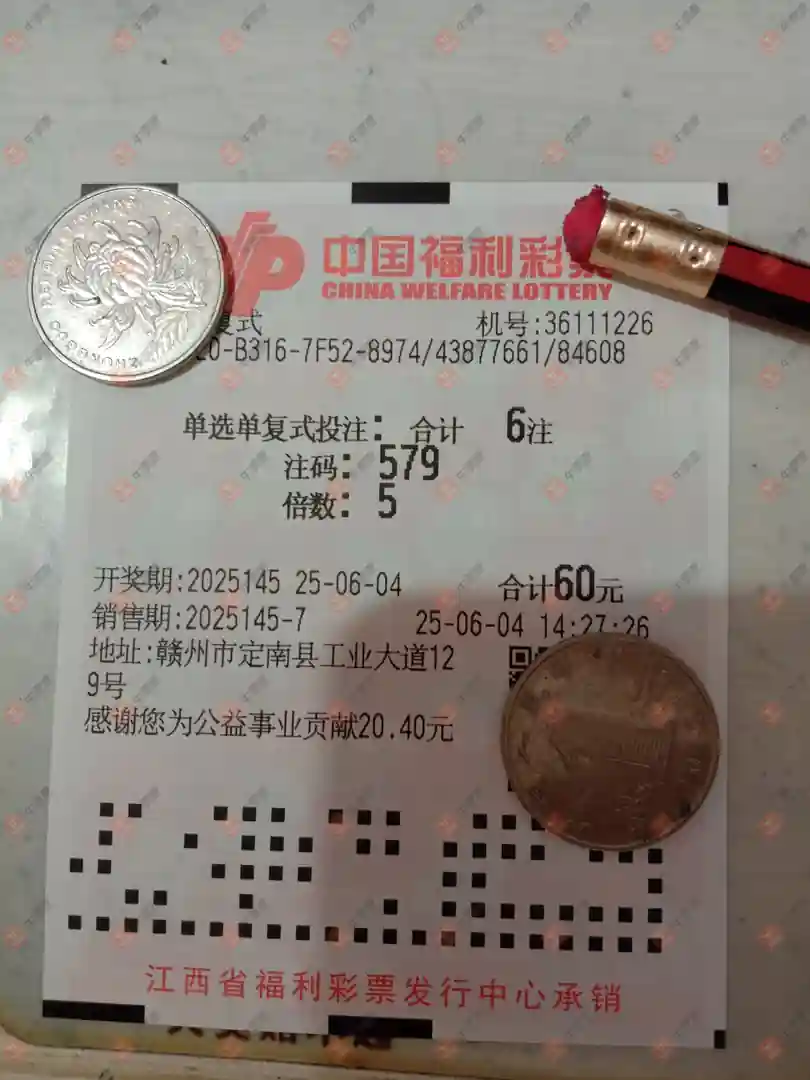 中国福利彩票
CHINA WELFARE LOTTERY
复式 机号:36111226
20-B316-7F52-8974/43877661/84608
单选单复式投注: 合计 6注
注码: 579
倍数: 5
开奖期:2025145 25-06-04 合计60元
销售期:2025145-7 25-06-04 14:27:26
地址:赣州市定南县工业大道12
9号
感谢您为公益事业贡献20.40元
江西省福利彩票发行中心承销